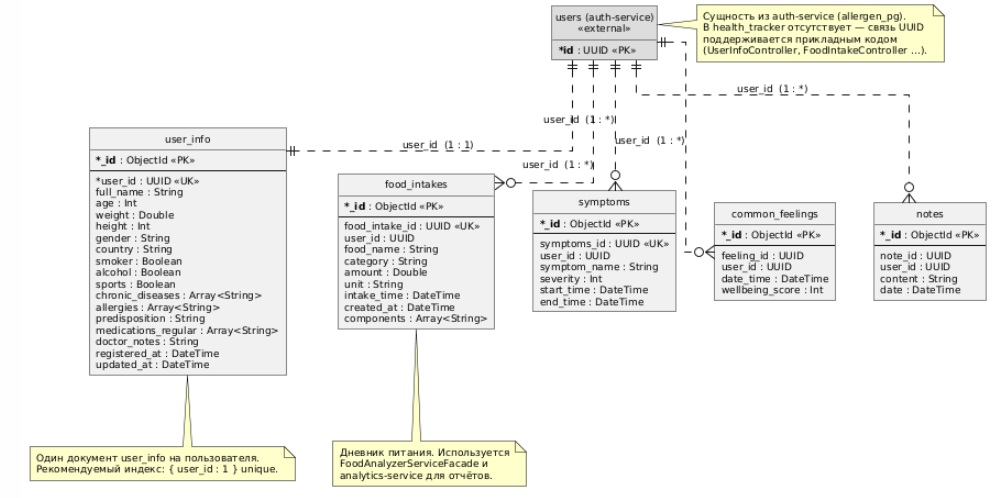 users (auth-service)
«external»
*id : UUID «PK»
Сущность из auth-service (allergen_pg).
В health_tracker отсутствует — связь UUID
поддерживается прикладным кодом
(UserInfoController, FoodIntakeController ...).
user_id (1 : *)
user_id (1 : *)
user_id (1 : *)
user_id (1 : 1)
user_id (1 : *)
user_info
*_id : ObjectId «PK»
*user_id : UUID «UK»
full_name : String
age : Int
weight : Double
height : Int
gender : String
country : String
smoker : Boolean
alcohol : Boolean
sports : Boolean
chronic_diseases : Array<String>
allergies : Array<String>
predisposition : String
medications_regular : Array<String>
doctor_notes : String
registered_at : DateTime
updated_at : DateTime
food_intakes
*_id : ObjectId «PK»
food_intake_id : UUID «UK»
user_id : UUID
food_name : String
category : String
amount : Double
unit : String
intake_time : DateTime
created_at : DateTime
components : Array<String>
symptoms
*_id : ObjectId «PK»
symptoms_id : UUID «UK»
user_id : UUID
symptom_name : String
severity : Int
start_time : DateTime
end_time : DateTime
common_feelings
*_id : ObjectId «PK»
feeling_id : UUID
user_id : UUID
date_time : DateTime
wellbeing_score : Int
notes
*_id : ObjectId «PK»
note_id : UUID
user_id : UUID
content : String
date : DateTime
Один документ user_info на пользователя.
Рекомендуемый индекс: { user_id : 1 } unique.
Дневник питания. Используется
FoodAnalyzerServiceFacade и
analytics-service для отчётов.